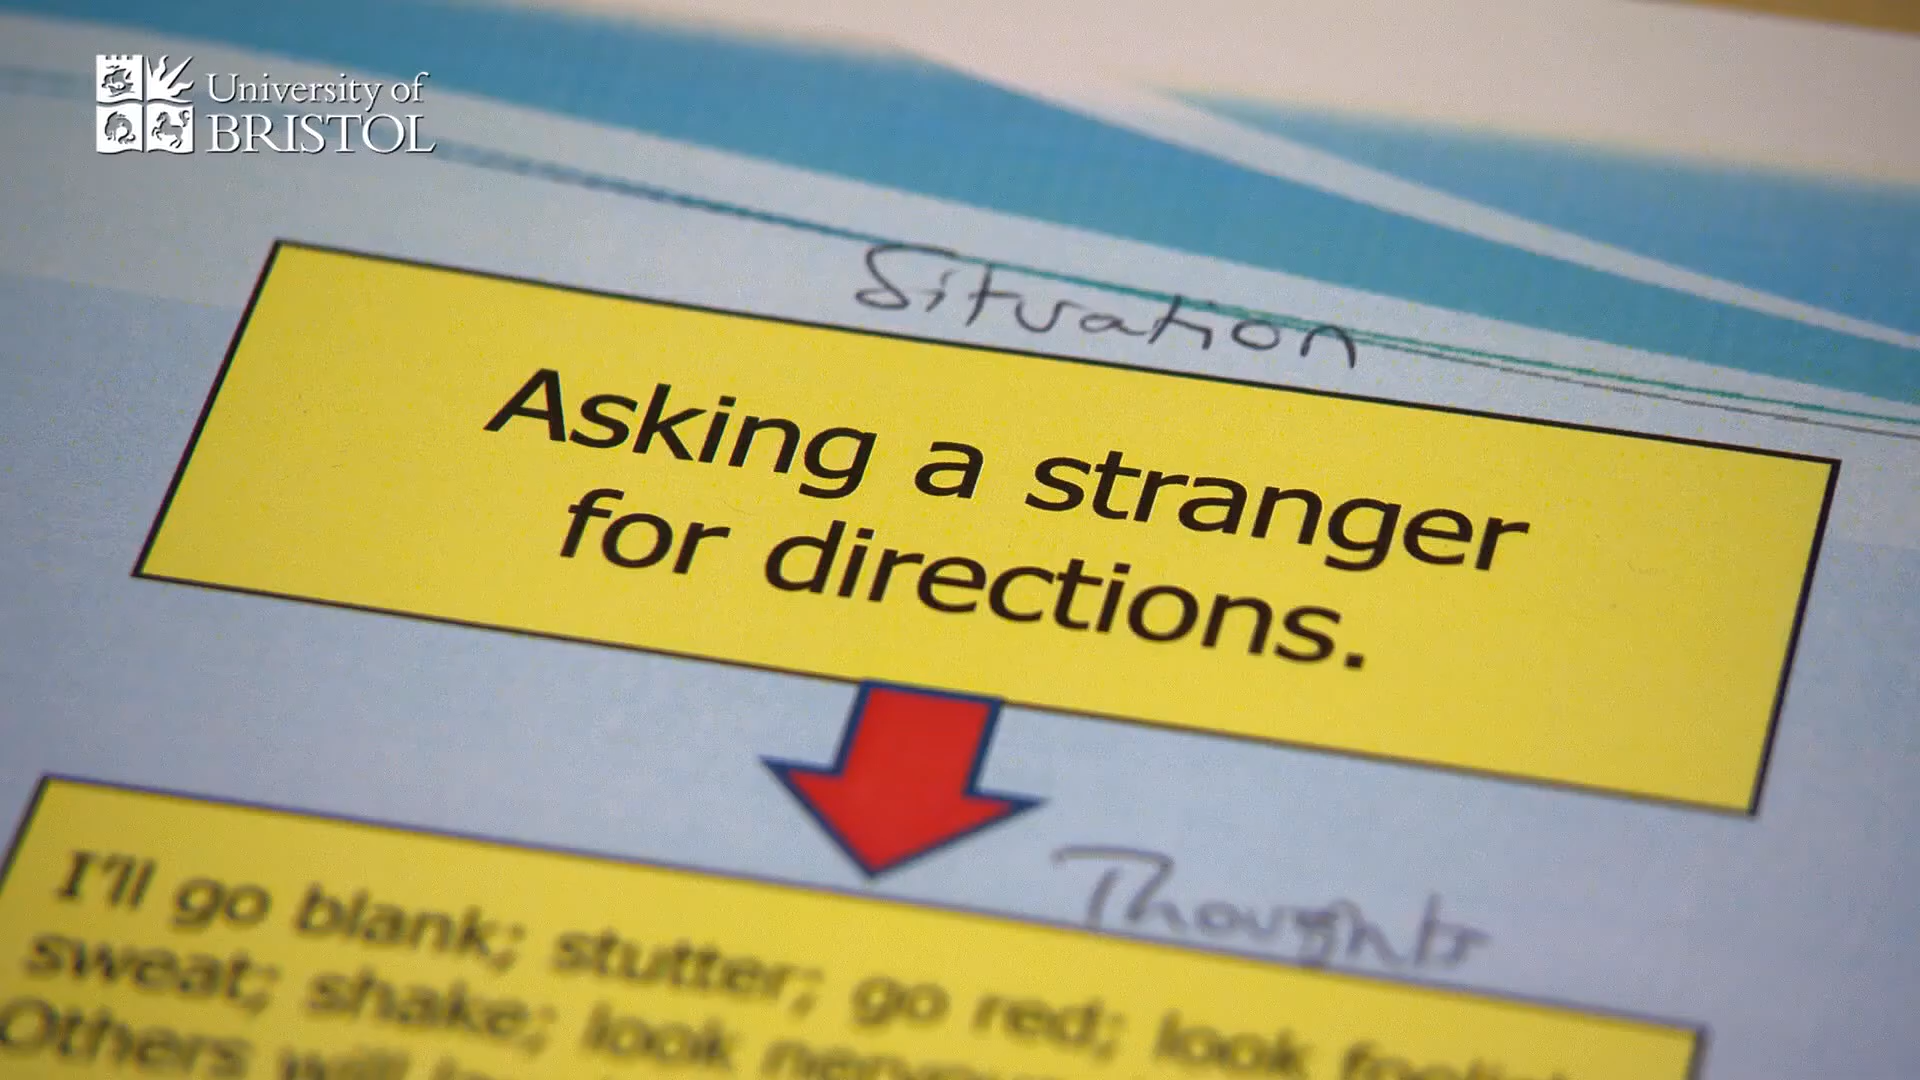 University of
BRISTOL
Situation
Asking a stranger
for directions.
Thoughts
I'll go blank; stutter; go red; look
sweat; shake; look
Others will